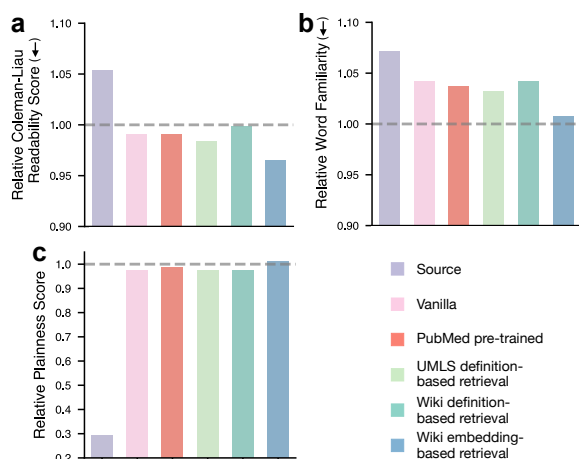 a
Relative Coleman-Liau
Readability Score (←)
1.10
1.05
1.00
0.95
0.90
b
Relative Word Familiarity (←)
1.10
1.05
1.00
0.95
0.90
c
Relative Plainness Score
1.0
0.9
0.8
0.7
0.6
0.5
0.4
0.3
0.2
Source
Vanilla
PubMed pre-trained
UMLS definition-
based retrieval
Wiki definition-
based retrieval
Wiki embedding-
based retrieval